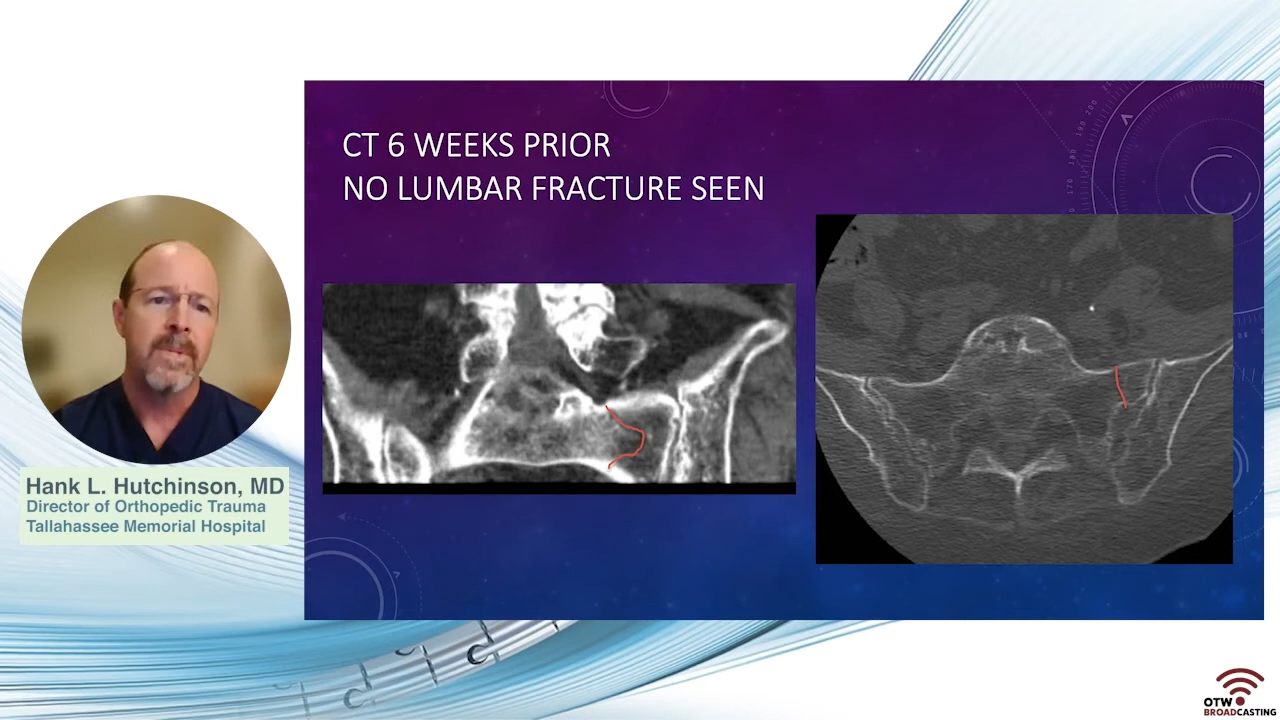 CT 6 WEEKS PRIOR
NO LUMBAR FRACTURE SEEN
Hank L. Hutchinson, MD
Director of Orthopedic Trauma
Tallahassee Memorial Hospital
OTW
BROADCASTING